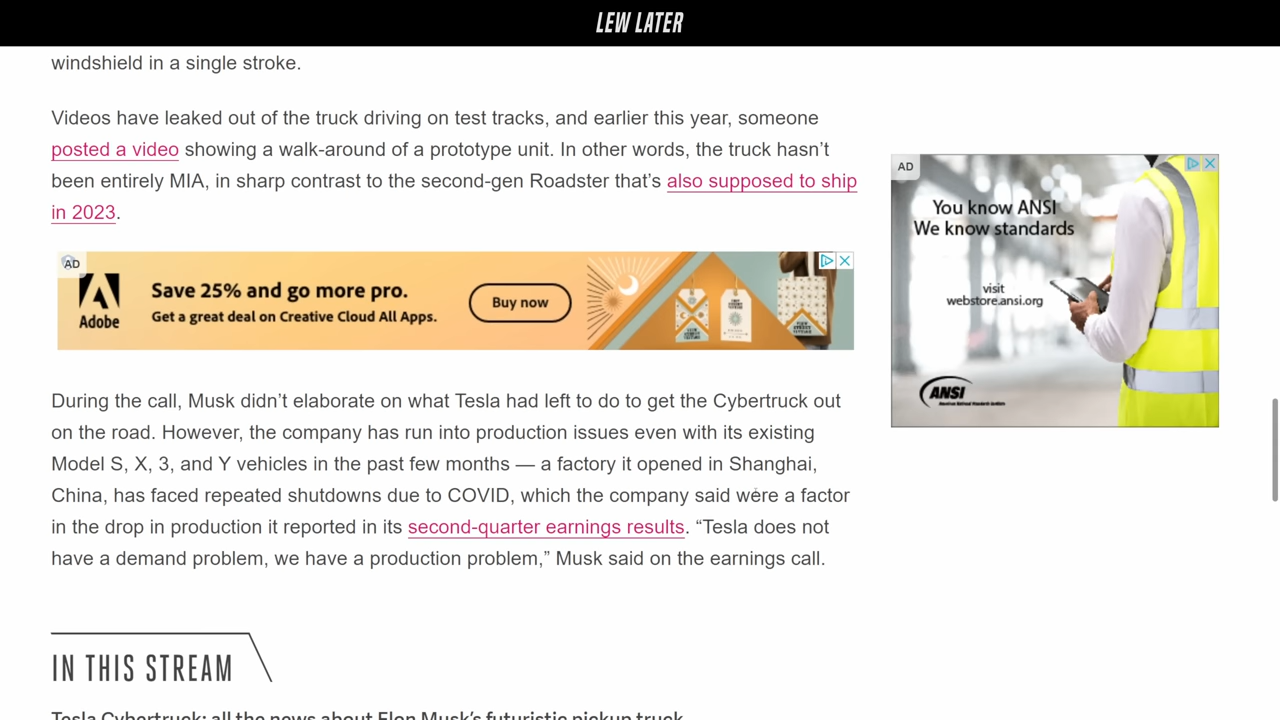 LEW LATER
windshield in a single stroke.
Videos have leaked out of the truck driving on test tracks, and earlier this year, someone
posted a video showing a walk-around of a prototype unit. In other words, the truck hasn’t
been entirely MIA, in sharp contrast to the second-gen Roadster that’s also supposed to ship
in 2023.
AD
Adobe
Save 25% and go more pro.
Get a great deal on Creative Cloud All Apps.
Buy now
AD
You know ANSI
We know standards
visit
webstore.ansi.org
ANSI
American National Standards Institute
During the call, Musk didn’t elaborate on what Tesla had left to do to get the Cybertruck out
on the road. However, the company has run into production issues even with its existing
Model S, X, 3, and Y vehicles in the past few months — a factory it opened in Shanghai,
China, has faced repeated shutdowns due to COVID, which the company said were a factor
in the drop in production it reported in its second-quarter earnings results. “Tesla does not
have a demand problem, we have a production problem,” Musk said on the earnings call.
IN THIS STREAM
Tesla Cybertruck: all the news about Elon Musk’s futuristic pickup truck